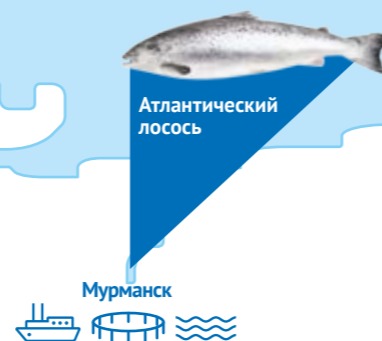 Атлантический
лосось
Мурманск